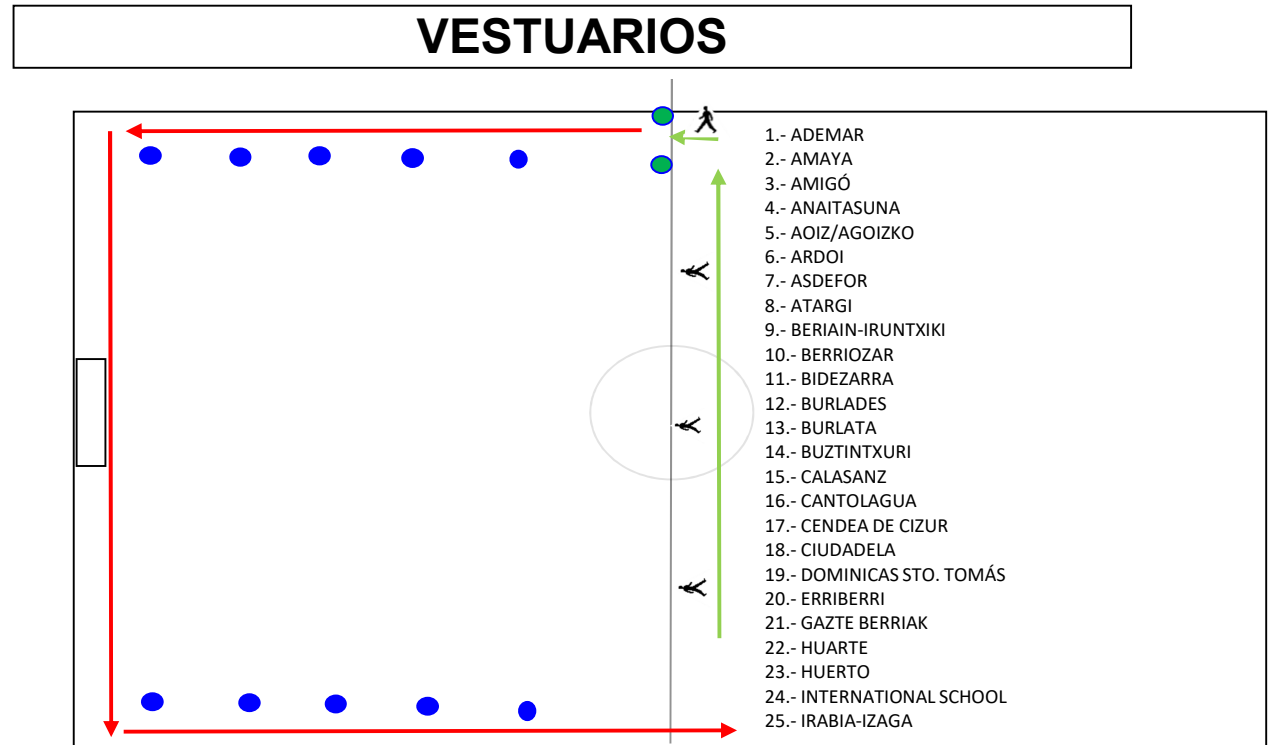 VESTUARIOS
1.- ADEMAR
2.- AMAYA
3.- AMIGÓ
4.- ANAITASUNA
5.- AOIZ/AGOIZKO
6.- ARDOI
7.- ASDEFOR
8.- ATARGI
9.- BERIAIN-IRUNTXIKI
10.- BERRIOZAR
11.- BIDEZARRA
12.- BURLADES
13.- BURLATA
14.- BUZTINTXURI
15.- CALASANZ
16.- CANTOLAGUA
17.- CENDEA DE CIZUR
18.- CIUDADELA
19.- DOMINICAS STO. TOMÁS
20.- ERRIBERRI
21.- GAZTE BERRIAK
22.- HUARTE
23.- HUERTO
24.- INTERNATIONAL SCHOOL
25.- IRABIA-IZAGA